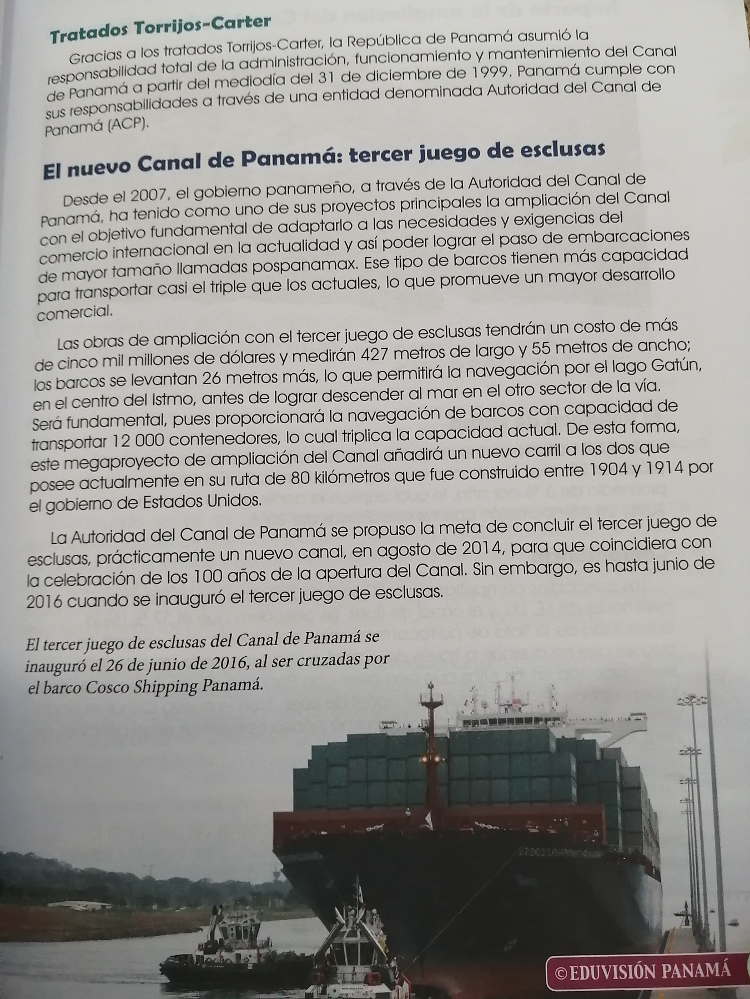 Tratados Torrijos-Carter
Gracias a los tratados Torrijos-Carter, la República de Panamá asumió la
responsabilidad total de la administración, funcionamiento y mantenimiento del Canal
de Panamá a partir del mediodía del 31 de diciembre de 1999. Panamá cumple con
sus responsabilidades a través de una entidad denominada Autoridad del Canal de
Panamá (ACP).
El nuevo Canal de Panamá: tercer juego de esclusas
Desde el 2007, el gobierno panameño, a través de la Autoridad del Canal de
Panamá, ha tenido como uno de sus proyectos principales la ampliación del Canal
con el objetivo fundamental de adaptarlo a las necesidades y exigencias del
comercio internacional en la actualidad y así poder lograr el paso de embarcaciones
de mayor tamaño llamadas pospanamax. Ese tipo de barcos tienen más capacidad
para transportar casi el triple que los actuales, lo que promueve un mayor desarrollo
comercial.
Las obras de ampliación con el tercer juego de esclusas tendrán un costo de más
de cinco mil millones de dólares y medirán 427 metros de largo y 55 metros de ancho;
los barcos se levantan 26 metros más, lo que permitirá la navegación por el lago Gatún,
en el centro del Istmo, antes de lograr descender al mar en el otro sector de la vía.
Será fundamental, pues proporcionará la navegación de barcos con capacidad de
transportar 12 000 contenedores, lo cual triplica la capacidad actual. De esta forma,
este megaproyecto de ampliación del Canal añadirá un nuevo carril a los dos que
posee actualmente en su ruta de 80 kilómetros que fue construido entre 1904 y 1914 por
el gobierno de Estados Unidos.
La Autoridad del Canal de Panamá se propuso la meta de concluir el tercer juego de
esclusas, prácticamente un nuevo canal, en agosto de 2014, para que coincidiera con
la celebración de los 100 años de la apertura del Canal. Sin embargo, es hasta junio de
2016 cuando se inauguró el tercer juego de esclusas.
El tercer juego de esclusas del Canal de Panamá se
inauguró el 26 de junio de 2016, al ser cruzadas por
el barco Cosco Shipping Panamá.
COSCO SHIPPING PANAMA
© EDUVISIÓN PANAMÁ